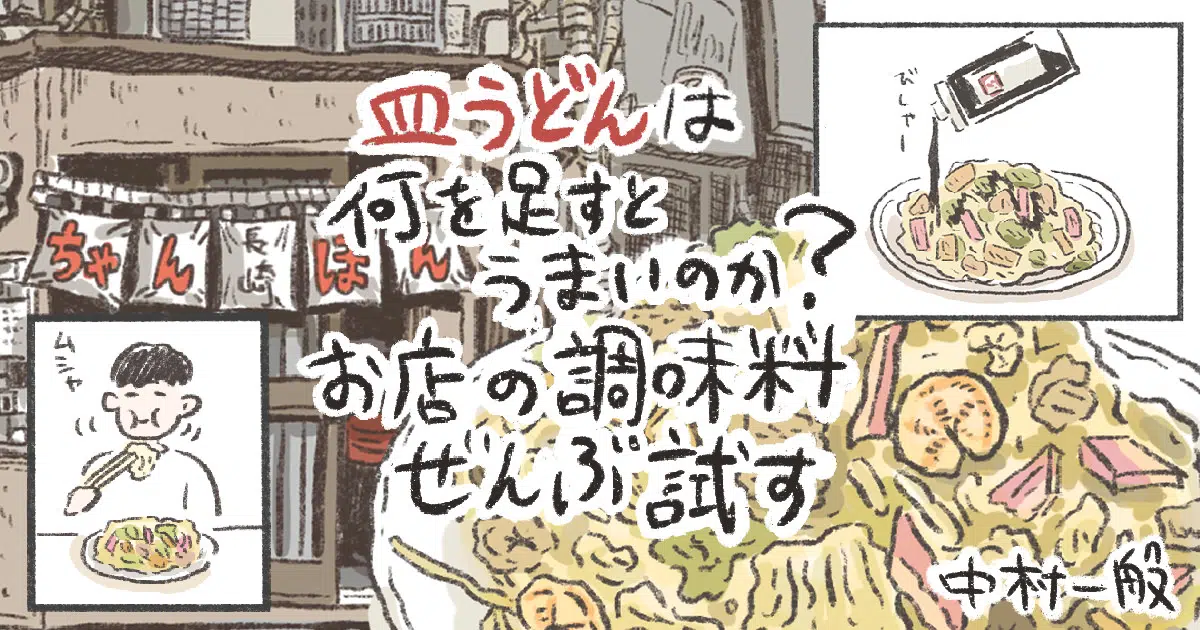 皿うどんは
何を足すと
うまいのか?
お店の調味料
ぜんぶ試す
中村一般
ちゃん長崎ぽん
びしゃー
ムシャ